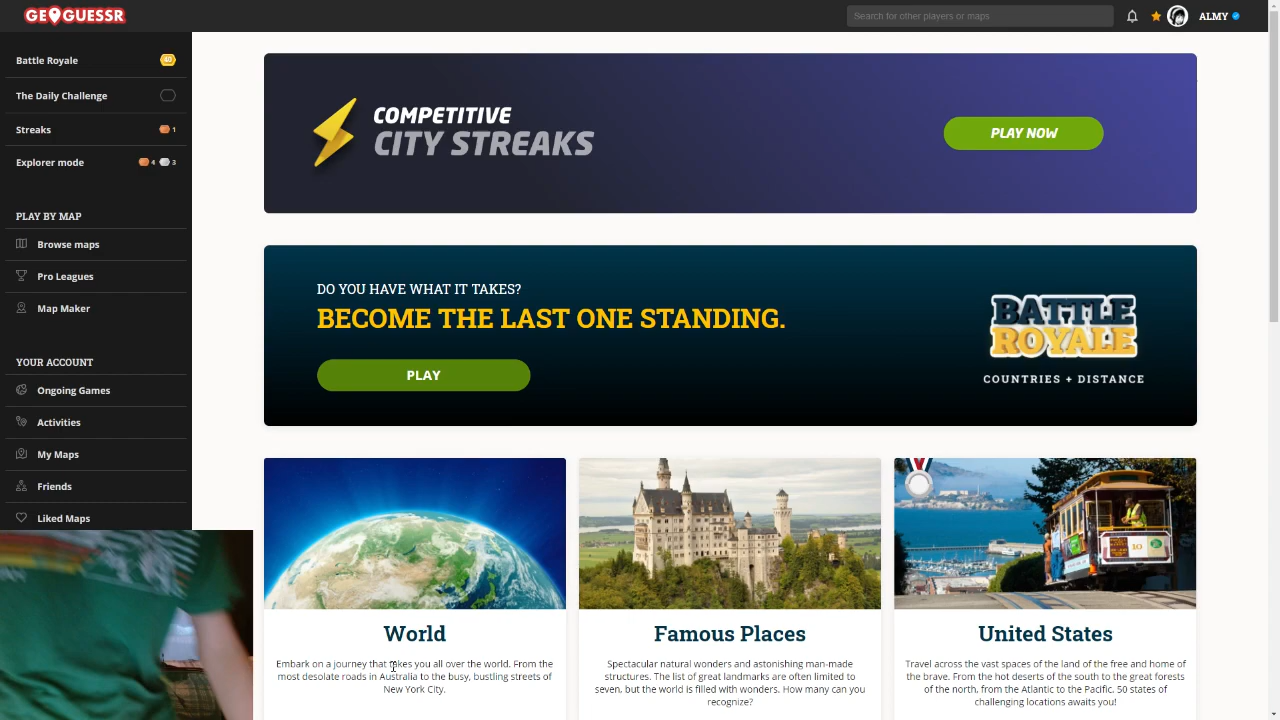 GEOGUESSR
Search for other players or maps
ALMY
Battle Royale
40
The Daily Challenge
Streaks
1
Explorer mode
4
3
PLAY BY MAP
Browse maps
Pro Leagues
Map Maker
YOUR ACCOUNT
Ongoing Games
Activities
My Maps
Friends
Liked Maps
COMPETITIVE
CITY STREAKS
PLAY NOW
DO YOU HAVE WHAT IT TAKES?
BECOME THE LAST ONE STANDING.
PLAY
BATTLE
ROYALE
COUNTRIES + DISTANCE
World
Embark on a journey that takes you all over the world. From the
most desolate roads in Australia to the busy, bustling streets of
New York City.
Famous Places
Spectacular natural wonders and astonishing man-made
structures. The list of great landmarks are often limited to
seven, but the world is filled with wonders. How many can you
recognize?
10
United States
Travel across the vast spaces of the land of the free and home of
the brave. From the hot deserts of the south to the great forests
of the north, from the Atlantic to the Pacific. 50 states of
challenging locations awaits you!